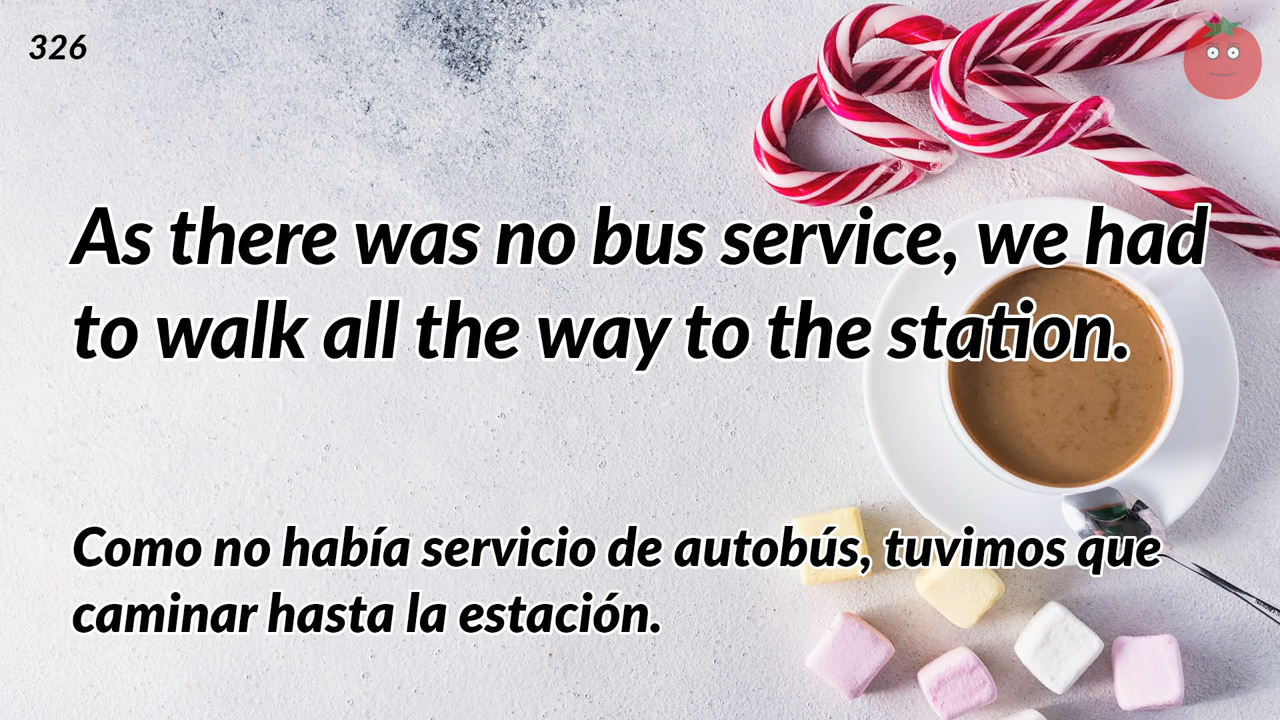 326
As there was no bus service, we had
to walk all the way to the station.
Como no había servicio de autobús, tuvimos que
caminar hasta la estación.